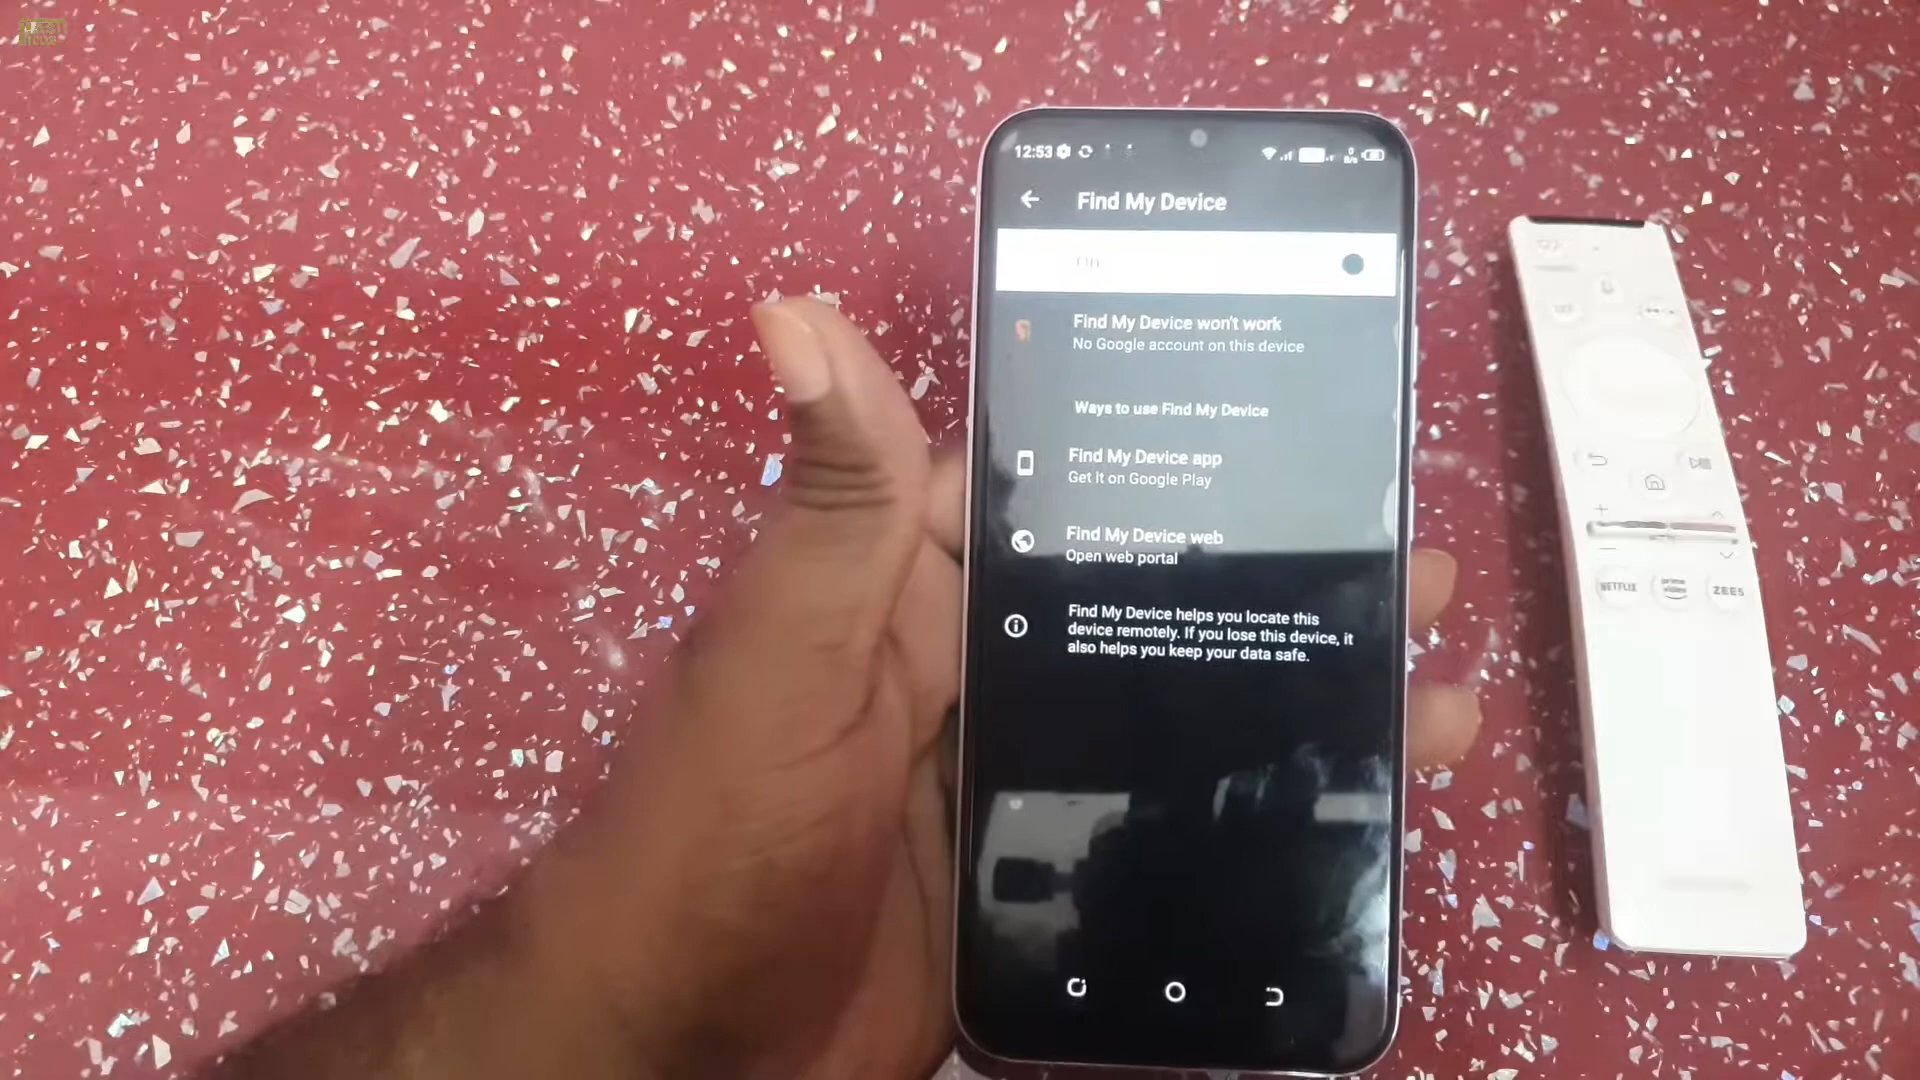 12:53
Find My Device
On
Find My Device won't work
No Google account on this device
Ways to use Find My Device
Find My Device app
Get it on Google Play
Find My Device web
Open web portal
Find My Device helps you locate this
device remotely. If you lose this device, it
also helps you keep your data safe.
NETFLIX
prime
video
ZEE5